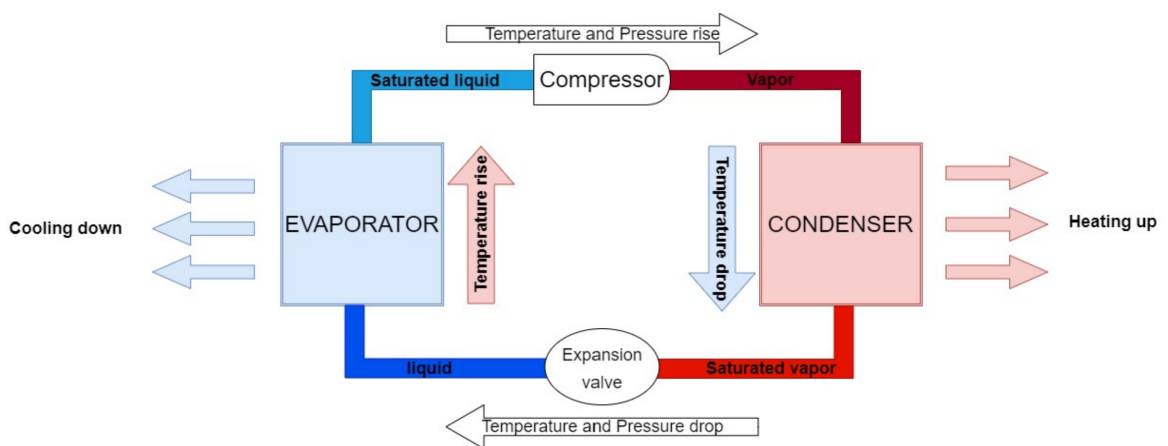 Temperature and Pressure rise
Saturated liquid
Compressor
Vapor
EVAPORATOR
Temperature rise
Temperature drop
CONDENSER
Cooling down
Heating up
liquid
Expansion
valve
Saturated vapor
Temperature and Pressure drop